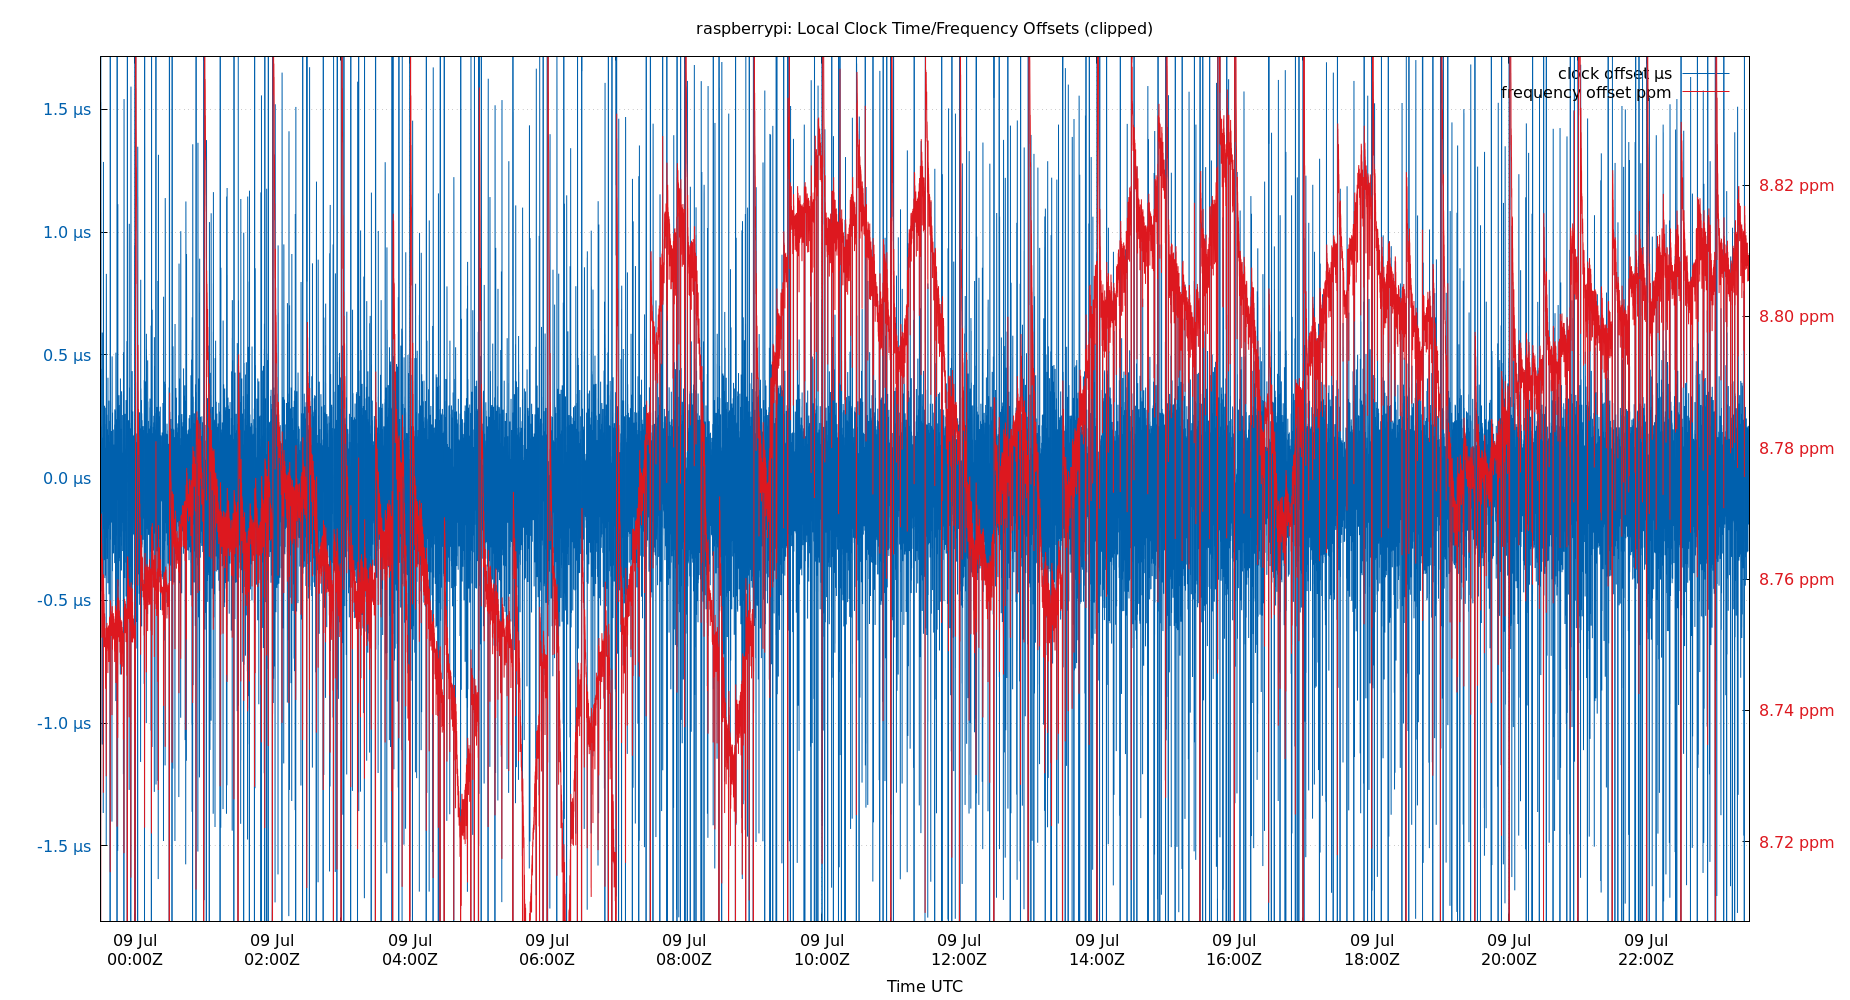 raspberrypi: Local Clock Time/Frequency Offsets (clipped)
clock offset µs
frequency offset ppm
1.5 µs
1.0 µs
0.5 µs
0.0 µs
-0.5 µs
-1.0 µs
-1.5 µs
8.82 ppm
8.80 ppm
8.78 ppm
8.76 ppm
8.74 ppm
8.72 ppm
09 Jul 09 Jul 09 Jul 09 Jul 09 Jul 09 Jul 09 Jul 09 Jul 09 Jul 09 Jul 09 Jul 09 Jul
00:00Z 02:00Z 04:00Z 06:00Z 08:00Z 10:00Z 12:00Z 14:00Z 16:00Z 18:00Z 20:00Z 22:00Z
Time UTC